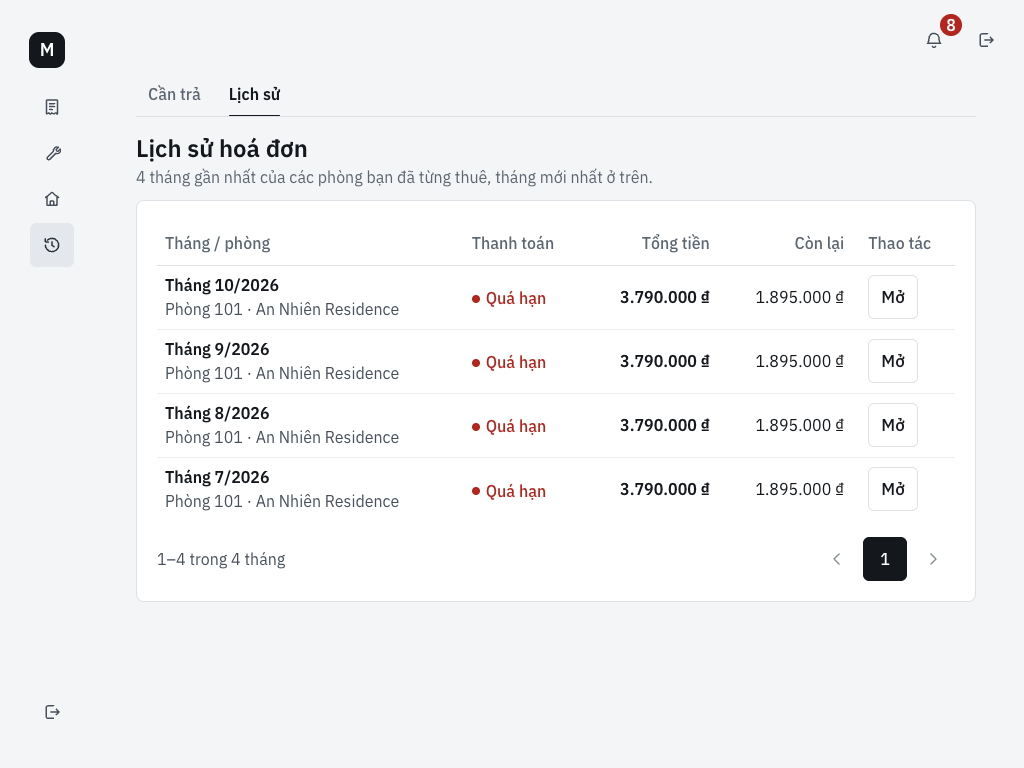 M
8
Cần trả
Lịch sử
Lịch sử hoá đơn
4 tháng gần nhất của các phòng bạn đã từng thuê, tháng mới nhất ở trên.
Tháng / phòng Thanh toán Tổng tiền Còn lại Thao tác
Tháng 10/2026
Phòng 101 · An Nhiên Residence
Quá hạn 3.790.000 ₫ 1.895.000 ₫ Mở
Tháng 9/2026
Phòng 101 · An Nhiên Residence
Quá hạn 3.790.000 ₫ 1.895.000 ₫ Mở
Tháng 8/2026
Phòng 101 · An Nhiên Residence
Quá hạn 3.790.000 ₫ 1.895.000 ₫ Mở
Tháng 7/2026
Phòng 101 · An Nhiên Residence
Quá hạn 3.790.000 ₫ 1.895.000 ₫ Mở
1–4 trong 4 tháng
1